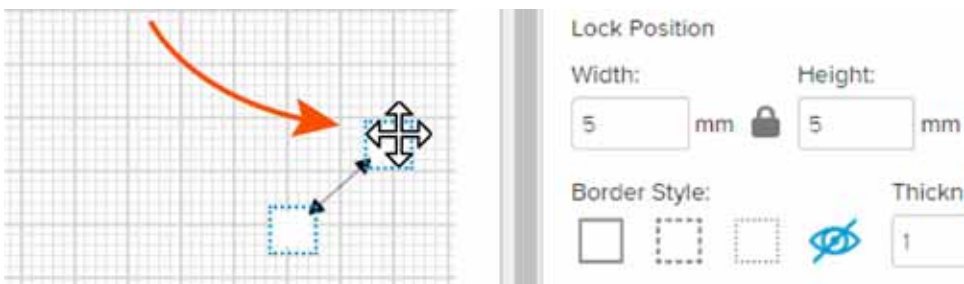 Lock Position
Width: Height:
5 mm 5 mm
Border Style: Thickn
1